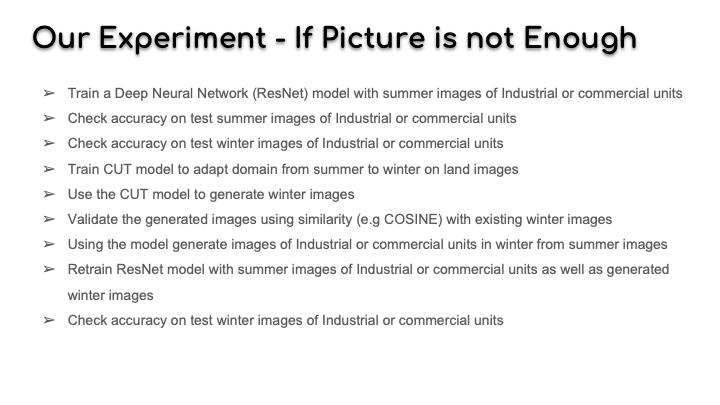 Our Experiment - If Picture is not Enough
➢ Train a Deep Neural Network (ResNet) model with summer images of Industrial or commercial units
➢ Check accuracy on test summer images of Industrial or commercial units
➢ Check accuracy on test winter images of Industrial or commercial units
➢ Train CUT model to adapt domain from summer to winter on land images
➢ Use the CUT model to generate winter images
➢ Validate the generated images using similarity (e.g COSINE) with existing winter images
➢ Using the model generate images of Industrial or commercial units in winter from summer images
➢ Retrain ResNet model with summer images of Industrial or commercial units as well as generated
winter images
➢ Check accuracy on test winter images of Industrial or commercial units